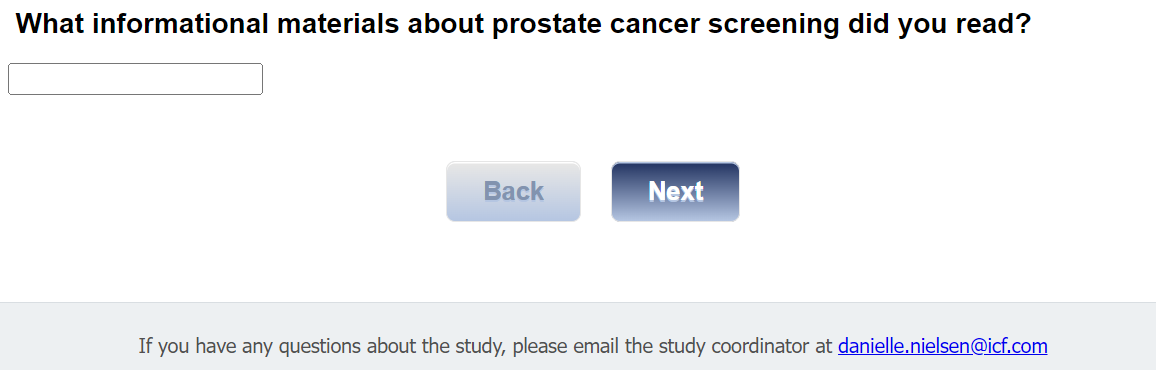 What informational materials about prostate cancer screening did you read?
Back
Next
If you have any questions about the study, please email the study coordinator at danielle.nielsen@icf.com